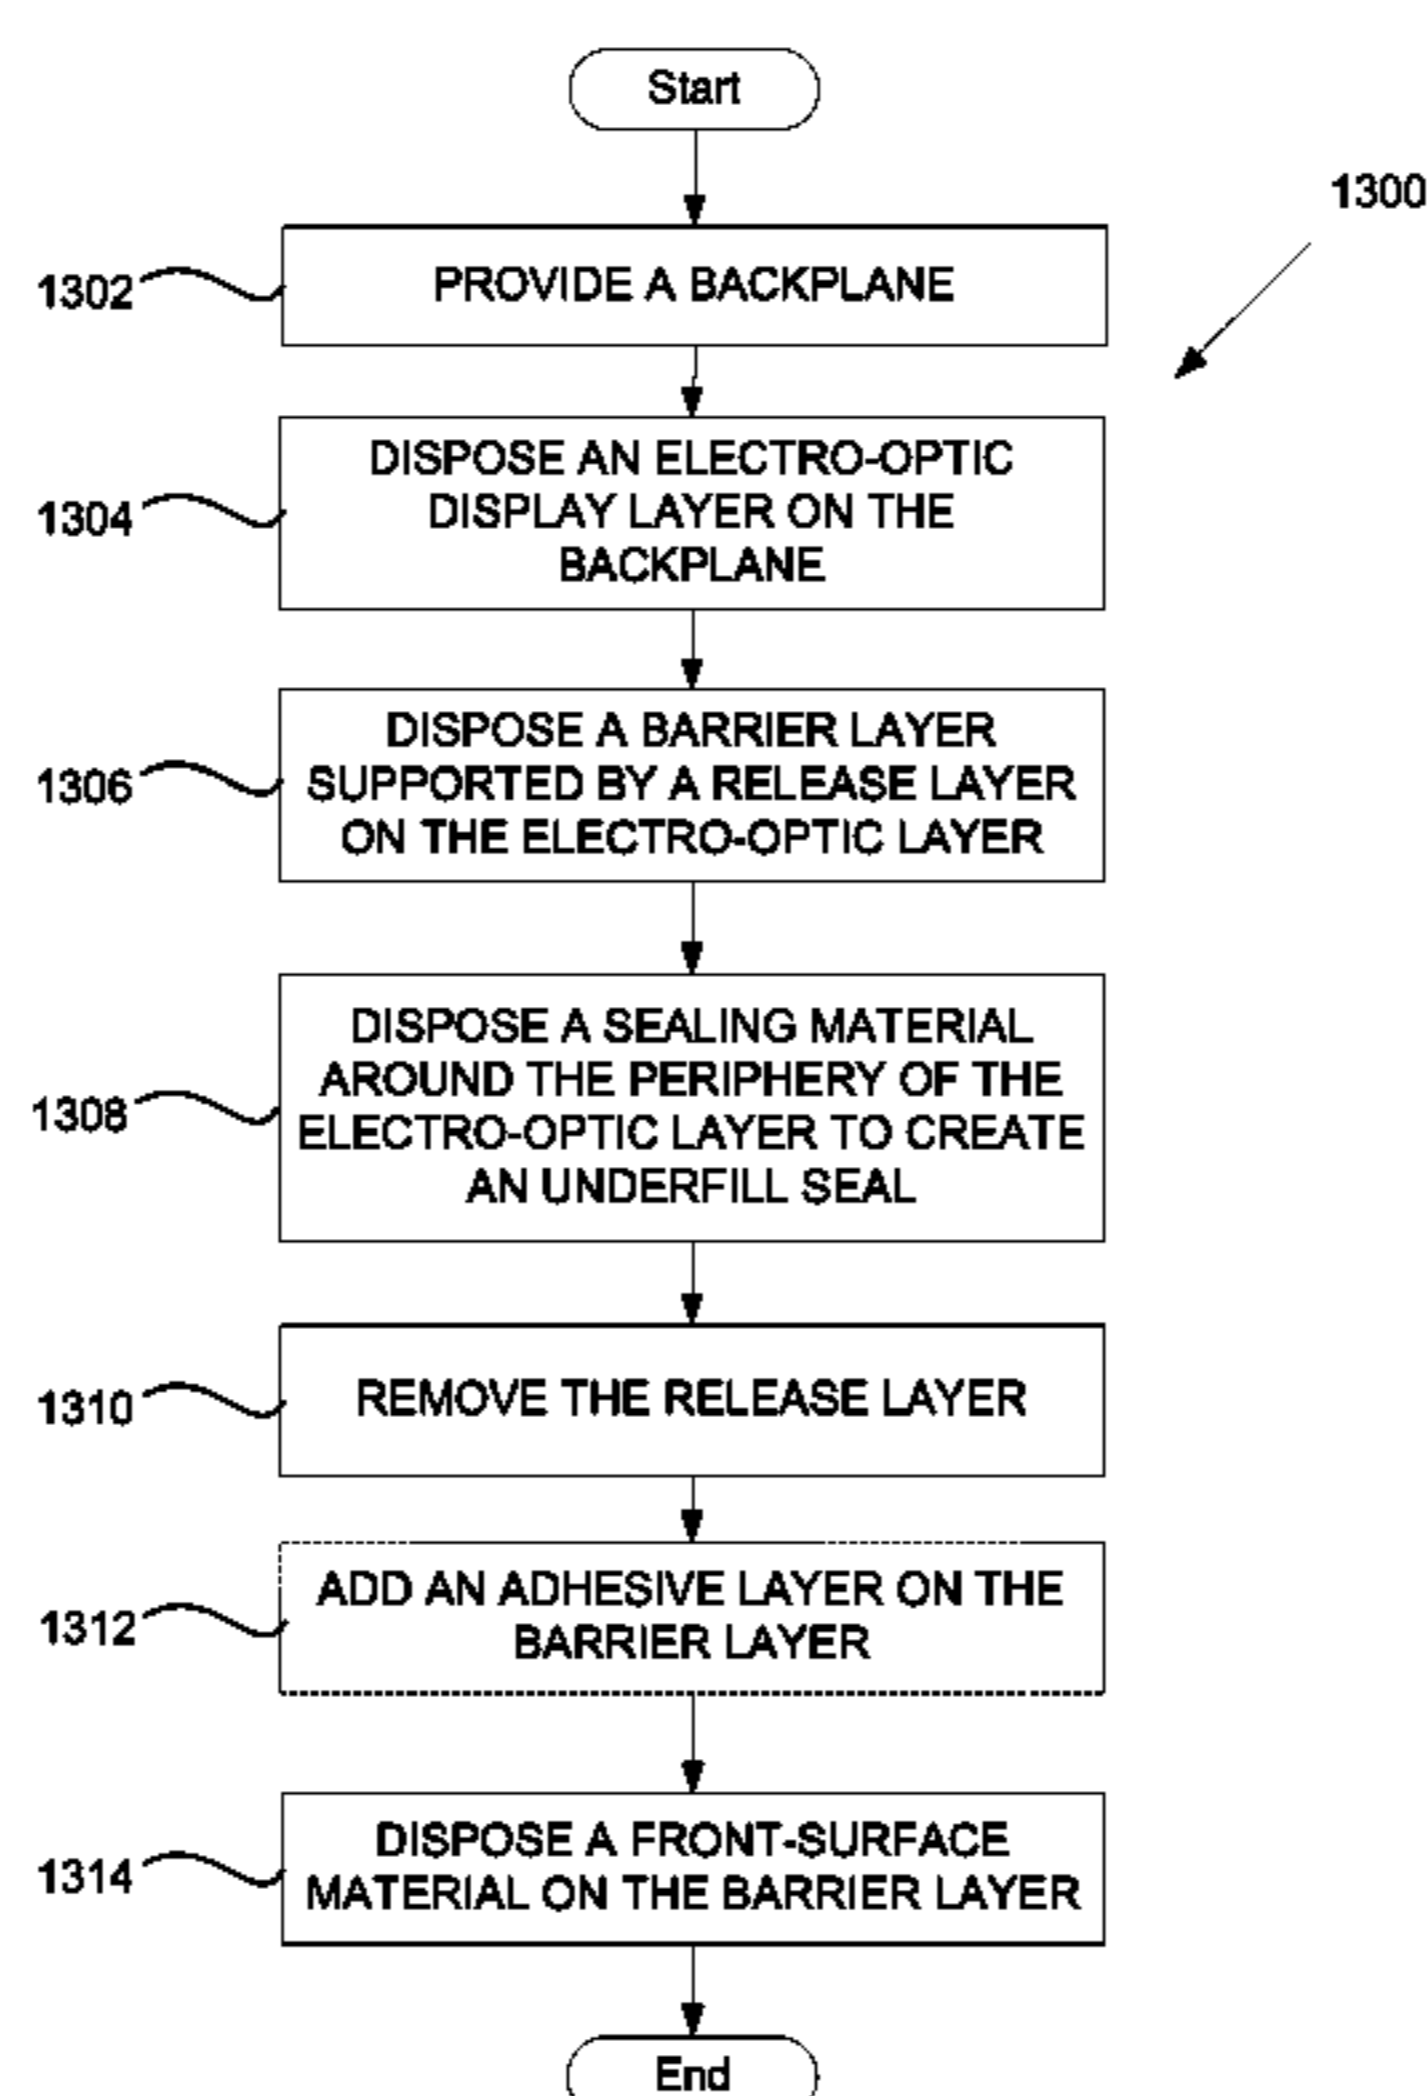 Start
1300
1302
PROVIDE A BACKPLANE
1304
DISPOSE AN ELECTRO-OPTIC
DISPLAY LAYER ON THE
BACKPLANE
1306
DISPOSE A BARRIER LAYER
SUPPORTED BY A RELEASE LAYER
ON THE ELECTRO-OPTIC LAYER
1308
DISPOSE A SEALING MATERIAL
AROUND THE PERIPHERY OF THE
ELECTRO-OPTIC LAYER TO CREATE
AN UNDERFILL SEAL
1310
REMOVE THE RELEASE LAYER
1312
ADD AN ADHESIVE LAYER ON THE
BARRIER LAYER
1314
DISPOSE A FRONT-SURFACE
MATERIAL ON THE BARRIER LAYER
End